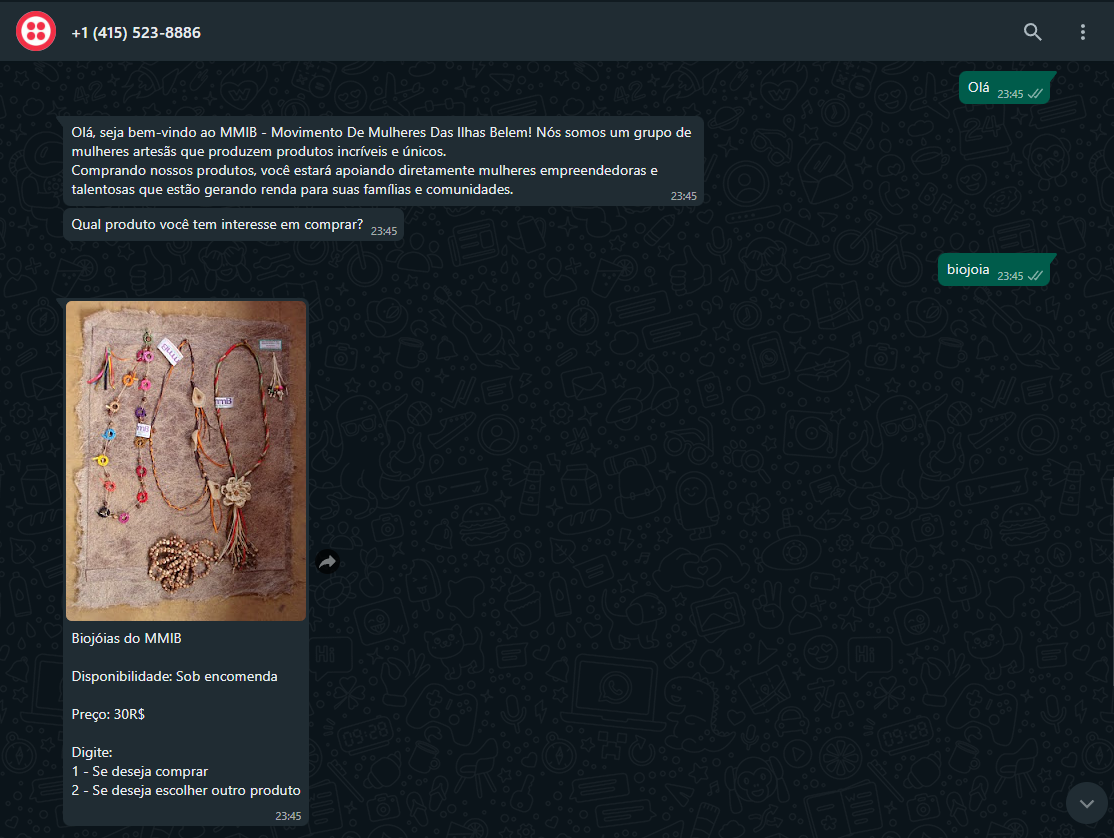 +1 (415) 523-8886
Olá 23:45
Olá, seja bem-vindo ao MMIB - Movimento De Mulheres Das Ilhas Belem! Nós somos um grupo de
mulheres artesãs que produzem produtos incríveis e únicos.
Comprando nossos produtos, você estará apoiando diretamente mulheres empreendedoras e
talentosas que estão gerando renda para suas famílias e comunidades.
23:45
Qual produto você tem interesse em comprar? 23:45
biojoia 23:45
Biojóias do MMIB
Disponibilidade: Sob encomenda
Preço: 30R$
Digite:
1 - Se deseja comprar
2 - Se deseja escolher outro produto
23:45